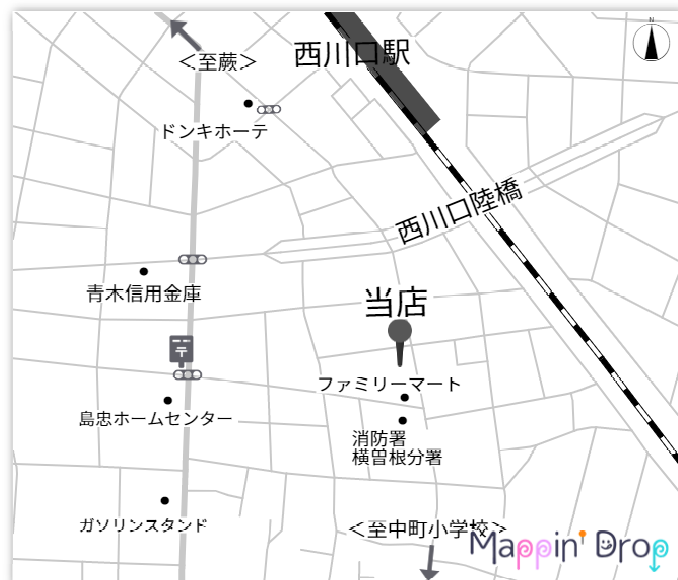 N
＜至蕨＞
西川口駅
ドンキホーテ
西川口陸橋
青木信用金庫
当店
〒
ファミリーマート
島忠ホームセンター
消防署
横曽根分署
ガソリンスタンド
＜至中町小学校＞
Mappin' Drop